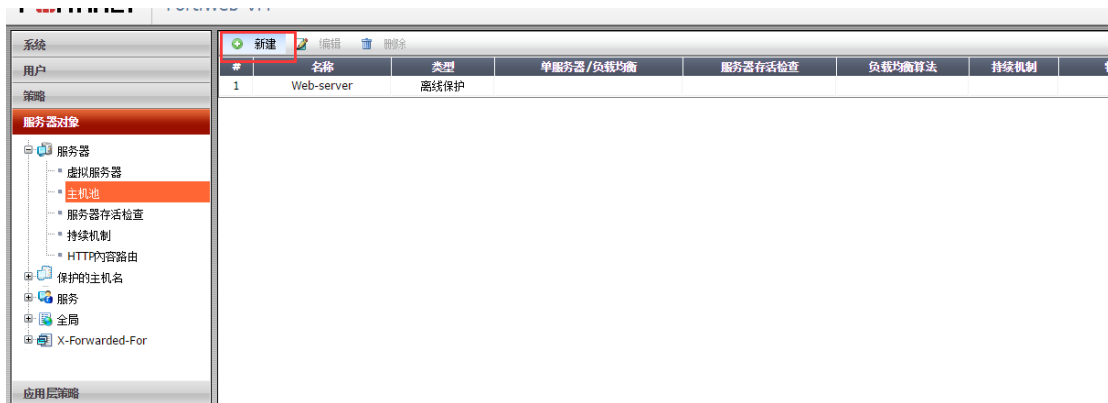 系统
用户
策略
服务器对象
服务器
虚拟服务器
主机池
服务器存活检查
持续机制
HTTP内容路由
保护的主机名
服务
全局
X-Forwarded-For
应用层策略
新建 编辑 删除
# 名称 类型 单服务器/负载均衡 服务器存活检查 负载均衡算法 持续机制
1 Web-server 离线保护